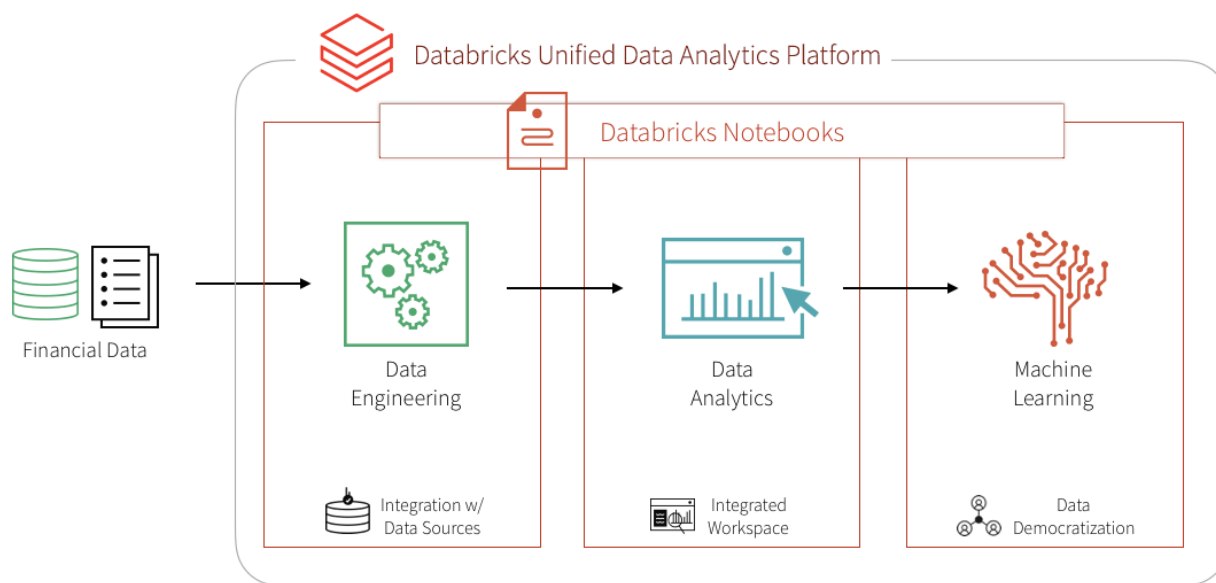 Databricks Unified Data Analytics Platform
Databricks Notebooks
Financial Data
Data
Engineering
Data
Analytics
Machine
Learning
Integration w/
Data Sources
Integrated
Workspace
Data
Democratization